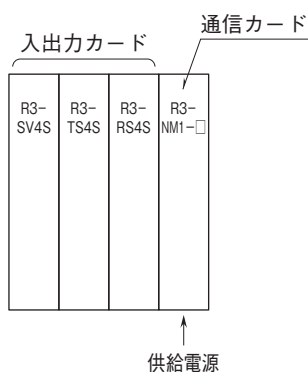 通信カード
入出力カード
R3-
SV4S
R3-
TS4S
R3-
RS4S
R3-
NM1-□
供給電源